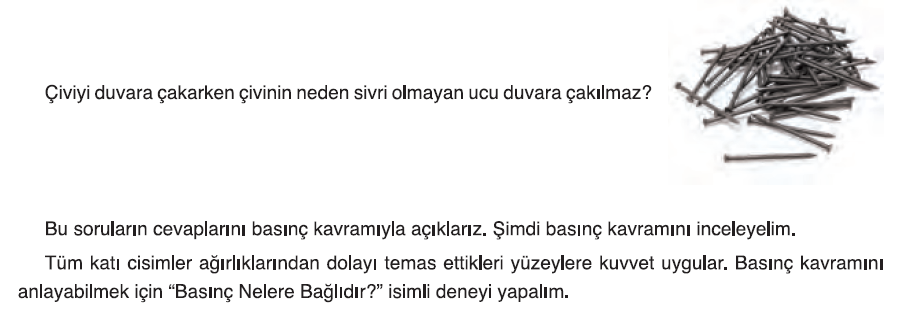 Çiviyi duvara çakarken çivinin neden sivri olmayan ucu duvara çakılmaz?
Bu soruların cevaplarını basınç kavramıyla açıklarız. Şimdi basınç kavramını inceleyelim.
Tüm katı cisimler ağırlıklarından dolayı temas ettikleri yüzeylere kuvvet uygular. Basınç kavramını
anlayabilmek için “Basınç Nelere Bağlıdır?” isimli deneyi yapalım.